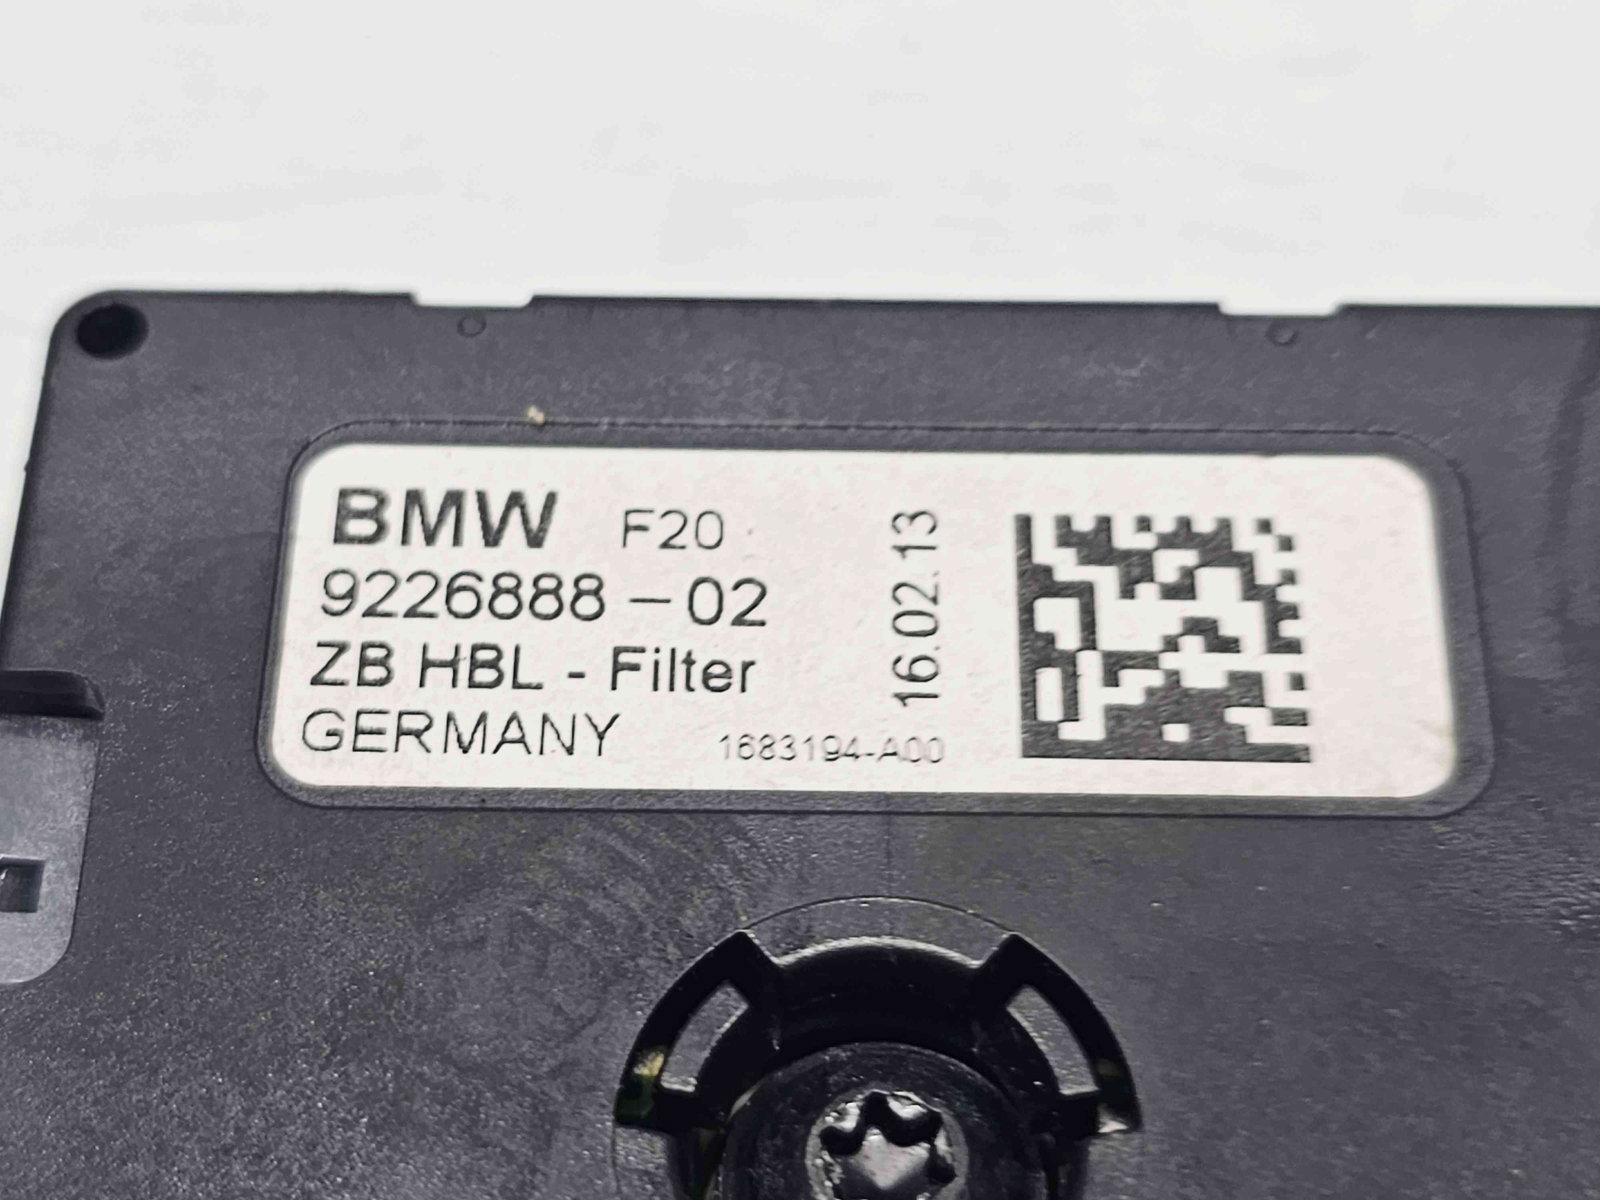 BMW F20
9226888-02
ZB HBL - Filter
GERMANY 1683194-A00
16.02.13